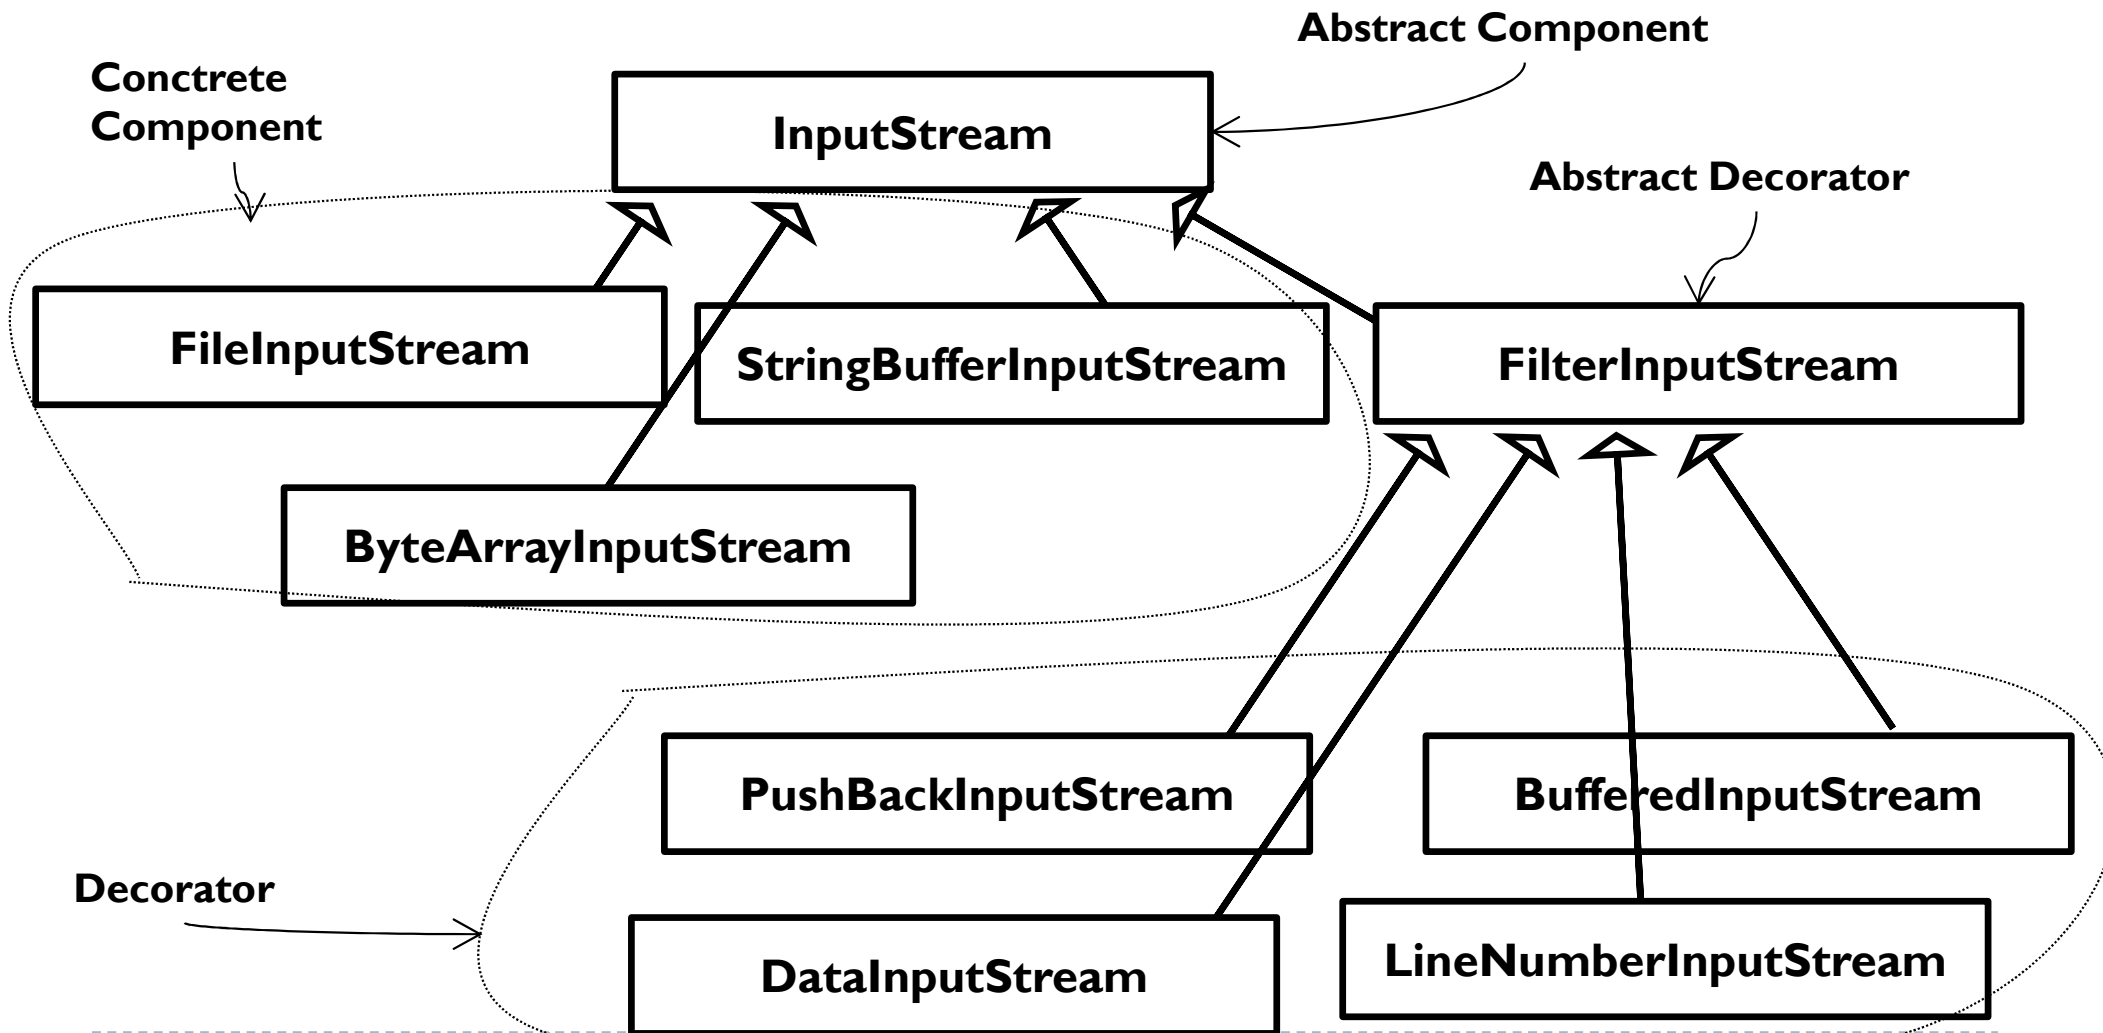 Abstract Component
Conctrete
Component
InputStream
Abstract Decorator
FileInputStream
StringBufferInputStream
FilterInputStream
ByteArrayInputStream
PushBackInputStream
BufferedInputStream
Decorator
LineNumberInputStream
DataInputStream